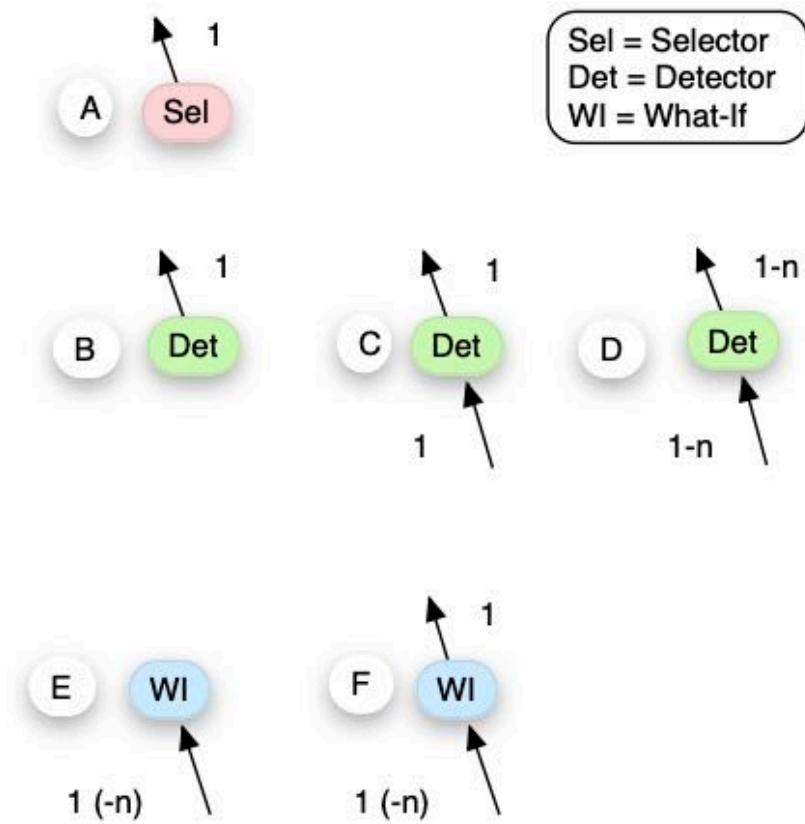 1
Sel = Selector
Det = Detector
WI = What-If
A
Sel
1
1
1-n
B
Det
C
Det
D
Det
1
1-n
1
E
WI
F
WI
1 (-n)
1 (-n)